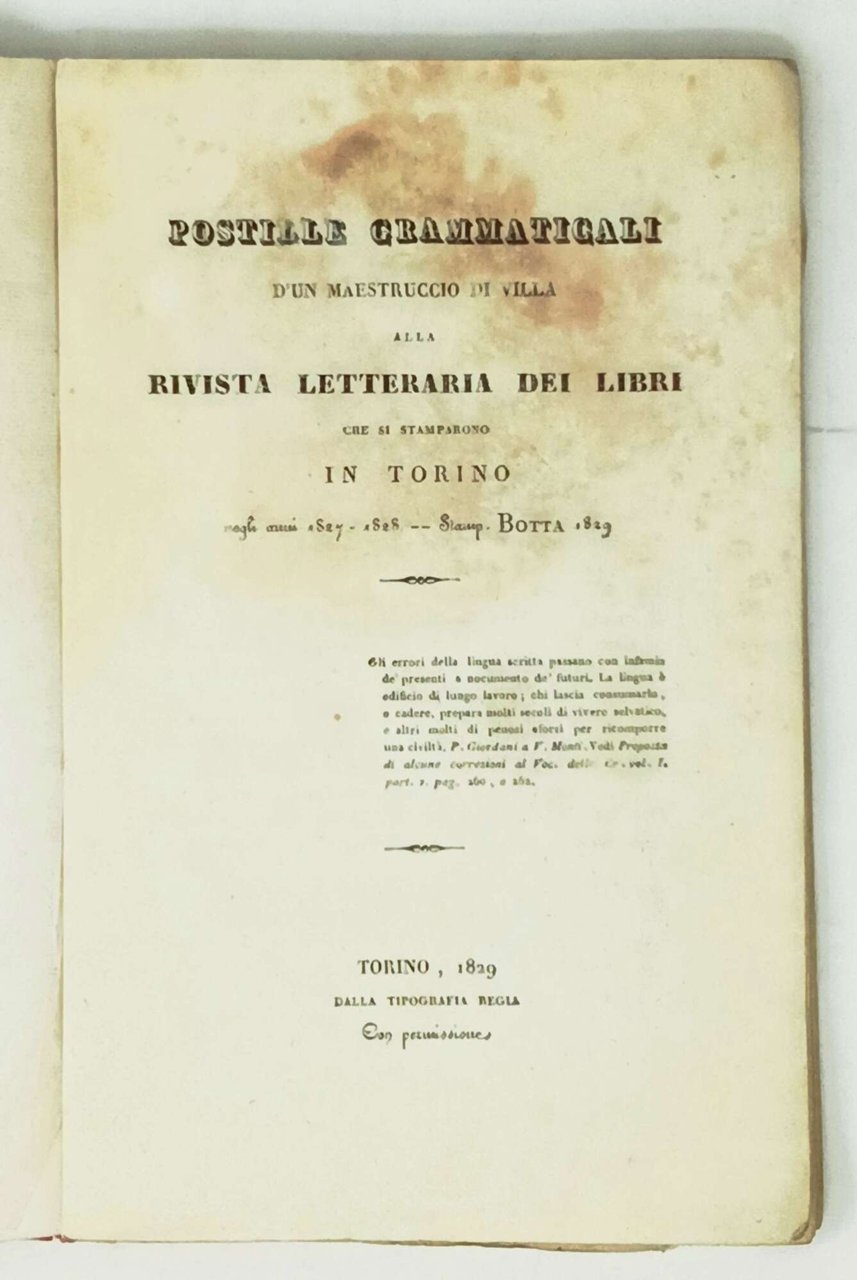 POSTILLE GRAMMATICALI
D'UN MAESTRUCCIO DI VILLA
ALLA
RIVISTA LETTERARIA DEI LIBRI
CHE SI STAMPARONO
IN TORINO
negli anni 1827 - 1828 -- Stamp. BOTTA 1829
Gli errori della lingua scritta passano con infamia
de' presenti a nocumento de' futuri. La lingua è
edificio di lungo lavoro; chi lascia consumarlo,
o cadere, prepara molti secoli di vivere selvatico,
e altri molti di penosi sforzi per ricomporre
una civiltà. P. Giordani a V. Monti. Vedi Proposta
di alcune correzioni al Voc. della Cr. vol. I.
part. 2. pag. 260, e 262.
TORINO, 1829
DALLA TIPOGRAFIA REGIA
Con permissione